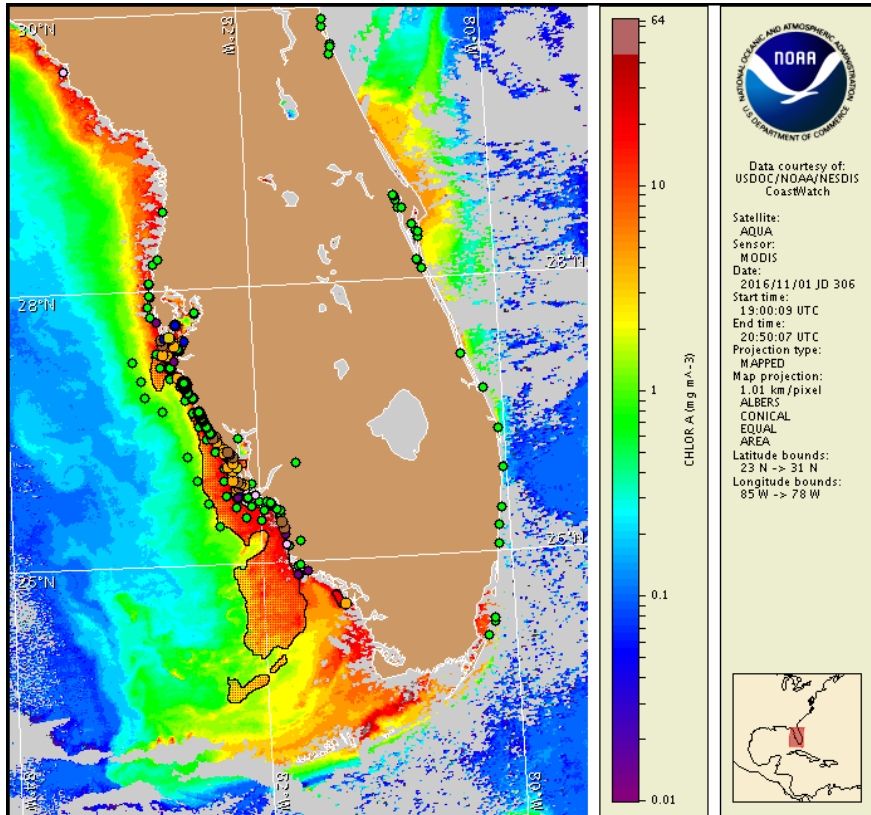 30°N
82°W
80°W
28°N
28°N
26°N
26°N
84°W
82°W
80°W
64
10
1
0.1
0.01
CHLOR A (mg m^-3)
NATIONAL OCEANIC AND ATMOSPHERIC ADMINISTRATION
NOAA
U.S. DEPARTMENT OF COMMERCE
Data courtesy of:
USDOC/NOAA/NESDIS
CoastWatch
Satellite:
AQUA
Sensor:
MODIS
Date:
2016/11/01 JD 306
Start time:
19:00:09 UTC
End time:
20:50:07 UTC
Projection type:
MAPPED
Map projection:
1.01 km/pixel
ALBERS
CONICAL
EQUAL
AREA
Latitude bounds:
23 N -> 31 N
Longitude bounds:
85 W -> 78 W